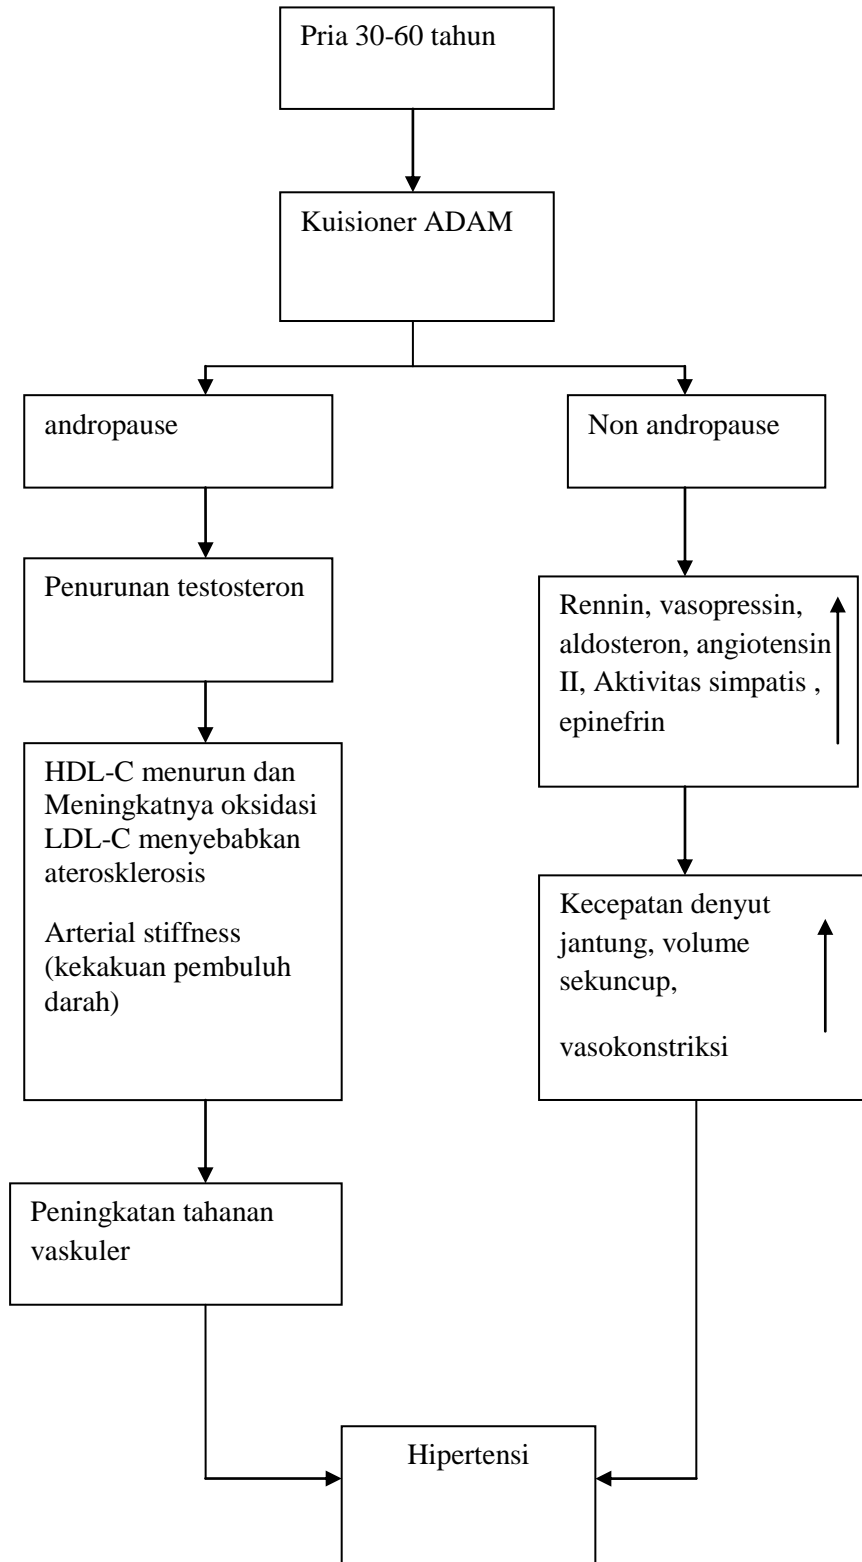 Pria 30-60 tahun
Kuisioner ADAM
andropause
Non andropause
Penurunan testosteron
Rennin, vasopressin,
aldosteron, angiotensin
II, Aktivitas simpatis ,
epinefrin
HDL-C menurun dan
Meningkatnya oksidasi
LDL-C menyebabkan
aterosklerosis
Arterial stiffness
(kekakuan pembuluh
darah)
Kecepatan denyut
jantung, volume
sekuncup,
vasokonstriksi
Peningkatan tahanan
vaskuler
Hipertensi